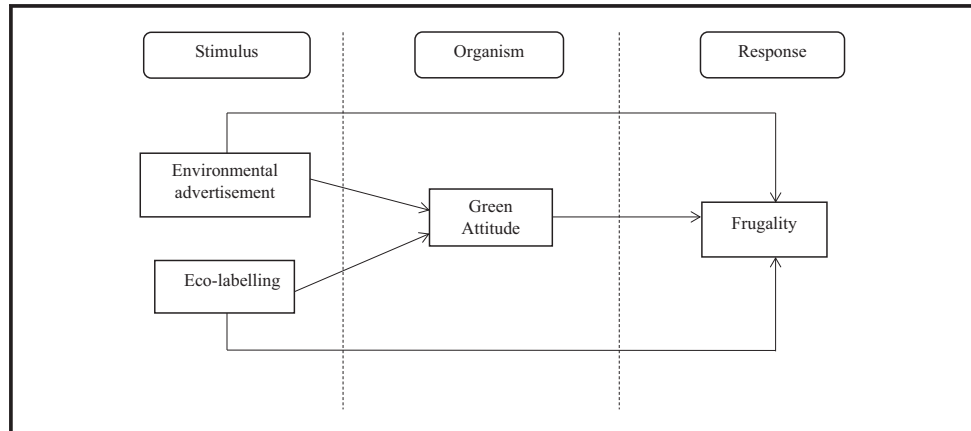 Stimulus
Organism
Response
Environmental
advertisement
Green
Attitude
Frugality
Eco-labelling